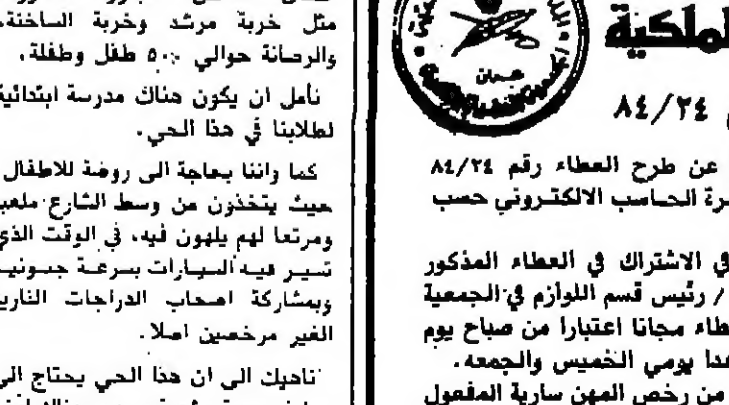 الملكية
عمان
٨٤/٢٤
عن طرح العطاء رقم ٨٤/٢٤
الحاسب الالكتروني حسب
في الاشتراك في العطاء المذكور
/ رئيس قسم اللوازم في الجمعية
مجانا اعتبارا من صباح يوم
عدا يومي الخميس والجمعه.
من رخص المهن سارية المفعول
مثل خربة مرشد وخربة الساخنة،
والرصانة حوالي ٥٠٠ طفل وطفلة.
نأمل ان يكون هناك مدرسة ابتدائية
لطلابنا في هذا الحي.
كما واننا بحاجة الى روضة للاطفال
حيث يتخذون من وسط الشارع ملعبا
ومرتعا لهم يلهون فيه، في الوقت الذي
تسير فيه السيارات بسرعة جنونية
وبمشاركة اصحاب الدراجات النارية
الغير مرخصين اصلا.
ناهيك الى ان هذا الحي يحتاج الى